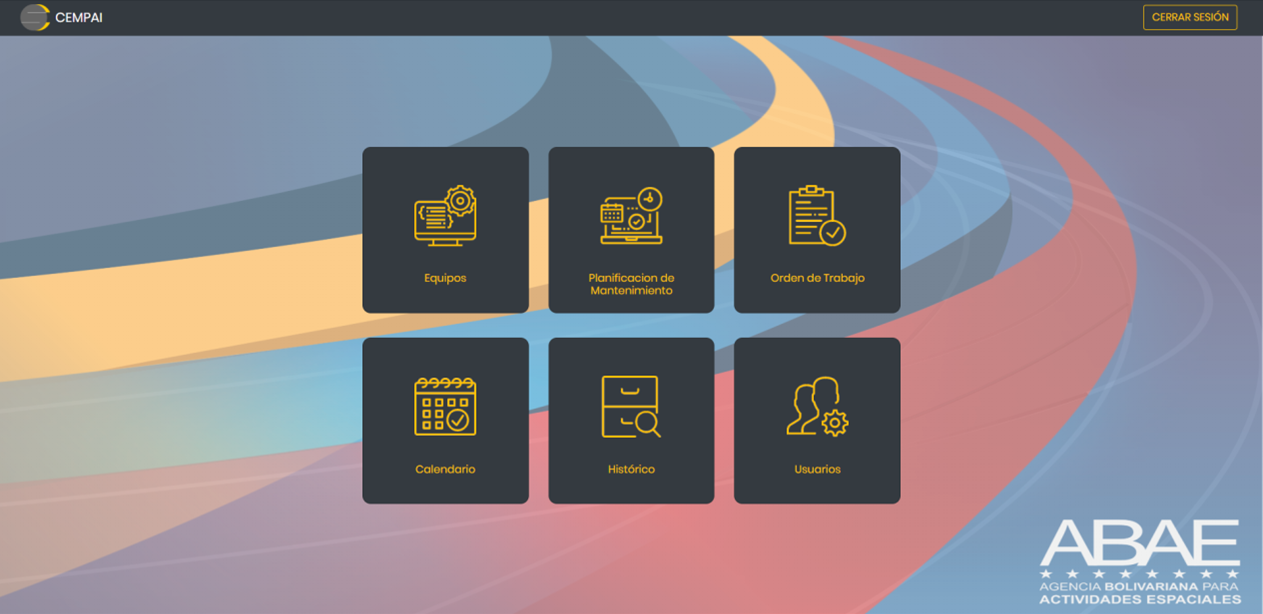 CEMPAI
CERRAR SESIÓN
Equipos
Planificacion de
Mantenimiento
Orden de Trabajo
Calendario
Histórico
Usuarios
ABAE
AGENCIA BOLIVARIANA PARA
ACTIVIDADES ESPACIALES